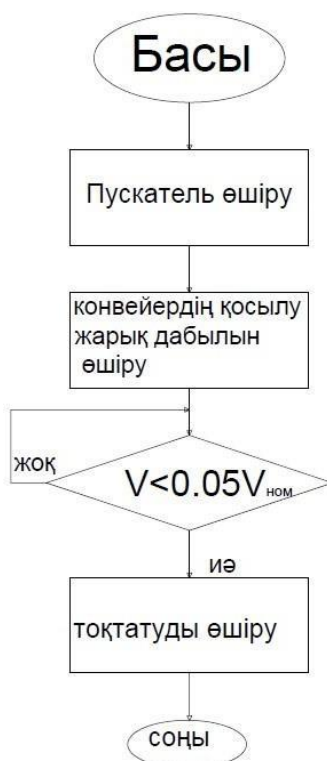 Басы
Пускатель өшіру
конвейердің қосылу
жарық дабылын
өшіру
жоқ
V<0.05Vном
иә
тоқтатуды өшіру
соңы